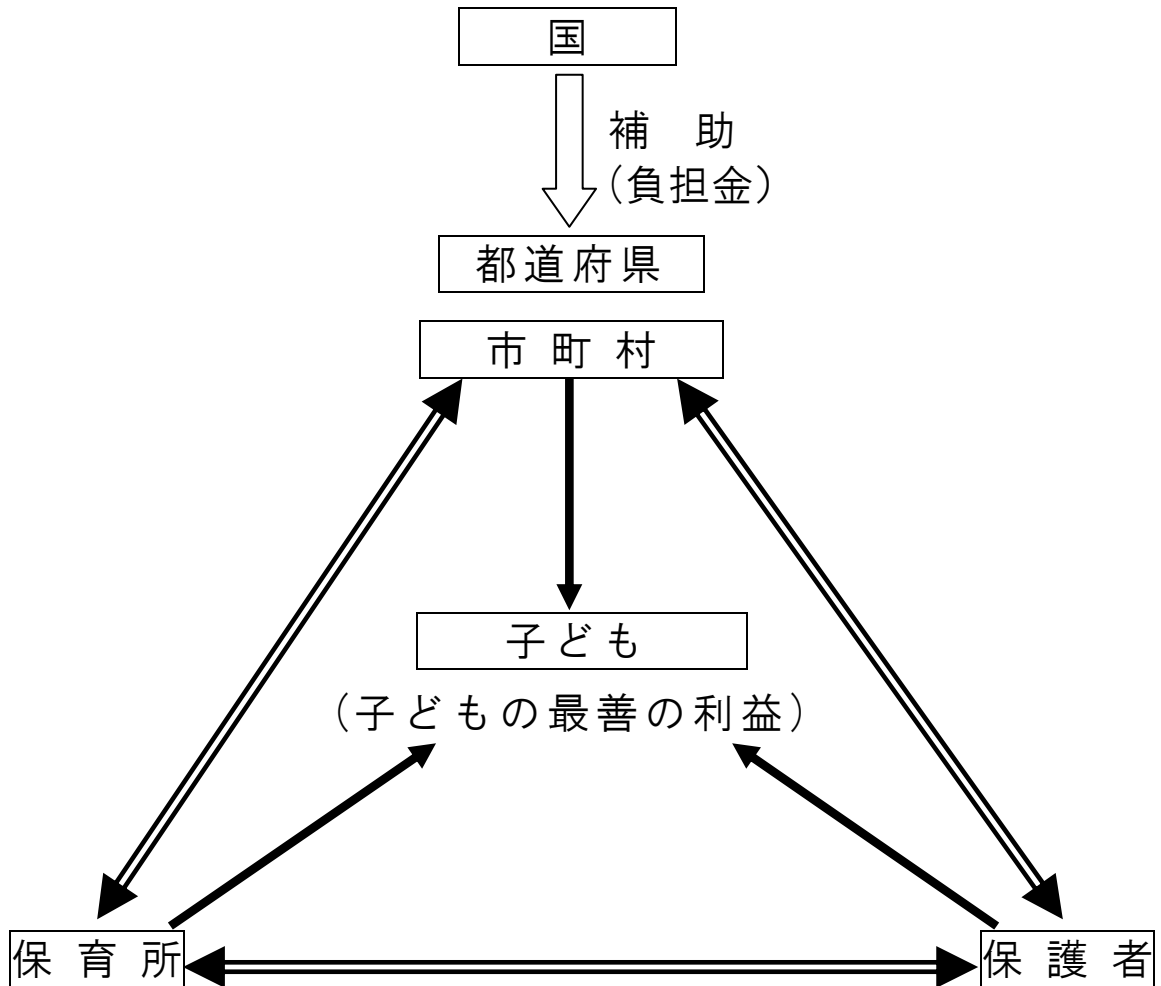 国
補　助
（負担金）
都道府県
市 町 村
子ども
（子どもの最善の利益）
保 育 所
保 護 者